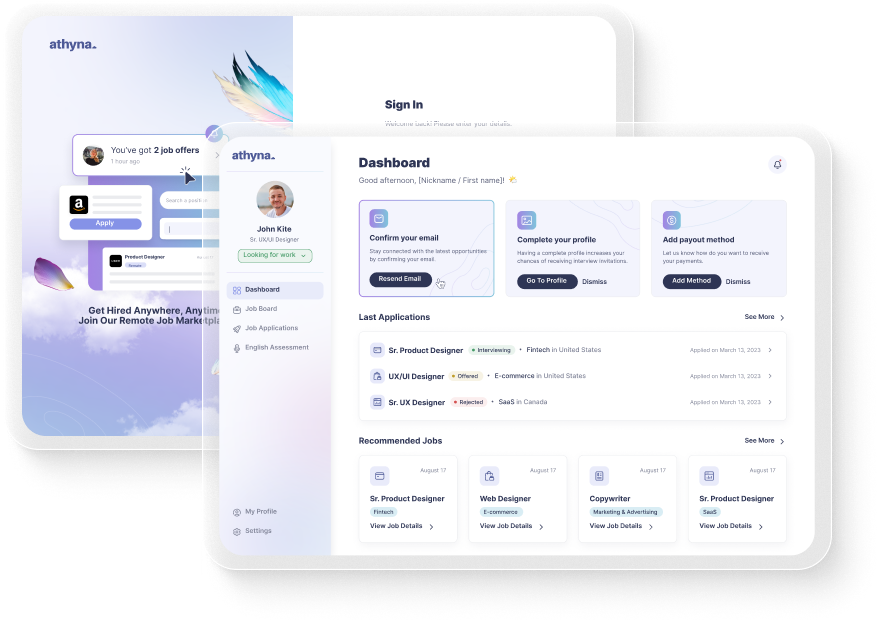 athyna.
Sign In
Welcome back! Please enter your details.
You've got 2 job offers
1 hour ago
Apply
Search a position
Product Designer
Remote
Get Hired Anywhere, Anytime
Join Our Remote Job Marketpla
athyna.
John Kite
Sr. UX/UI Designer
Looking for work
Dashboard
Job Board
Job Applications
English Assessment
My Profile
Settings
Dashboard
Good afternoon, [Nickname / First name]!
Confirm your email
Stay connected with the latest opportunities
by confirming your email.
Resend Email
Complete your profile
Having a complete profile increases your
chances of receiving interview invitations.
Go To Profile Dismiss
Add payout method
Let us know how do you want to receive
your payments.
Add Method Dismiss
Last Applications See More
Sr. Product Designer Interviewing • Fintech in United States Applied on March 13, 2023
UX/UI Designer Offered • E-commerce in United States Applied on March 13, 2023
Sr. UX Designer Rejected • SaaS in Canada Applied on March 13, 2023
Recommended Jobs See More
August 17
Sr. Product Designer
Fintech
View Job Details
August 17
Web Designer
E-commerce
View Job Details
August 17
Copywriter
Marketing & Advertising
View Job Details
August 17
Sr. Product Designer
SaaS
View Job Details